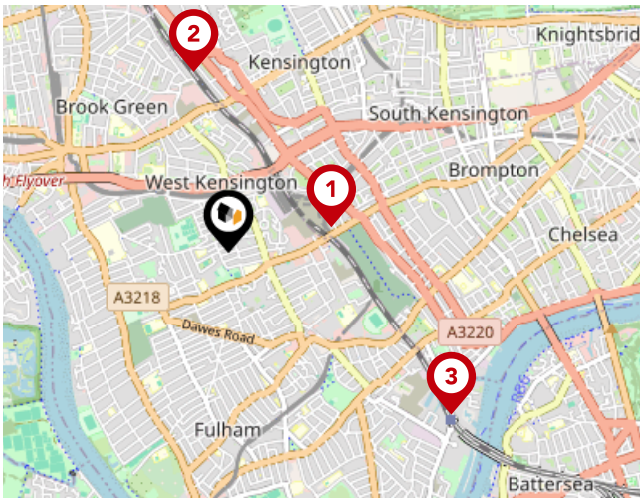 2
Kensington
Knightsbrid
Brook Green
South Kensington
h Flyover
West Kensington
1
Brompton
Chelsea
A3218
Dawes Road
A3220
3
Fulham
Battersea